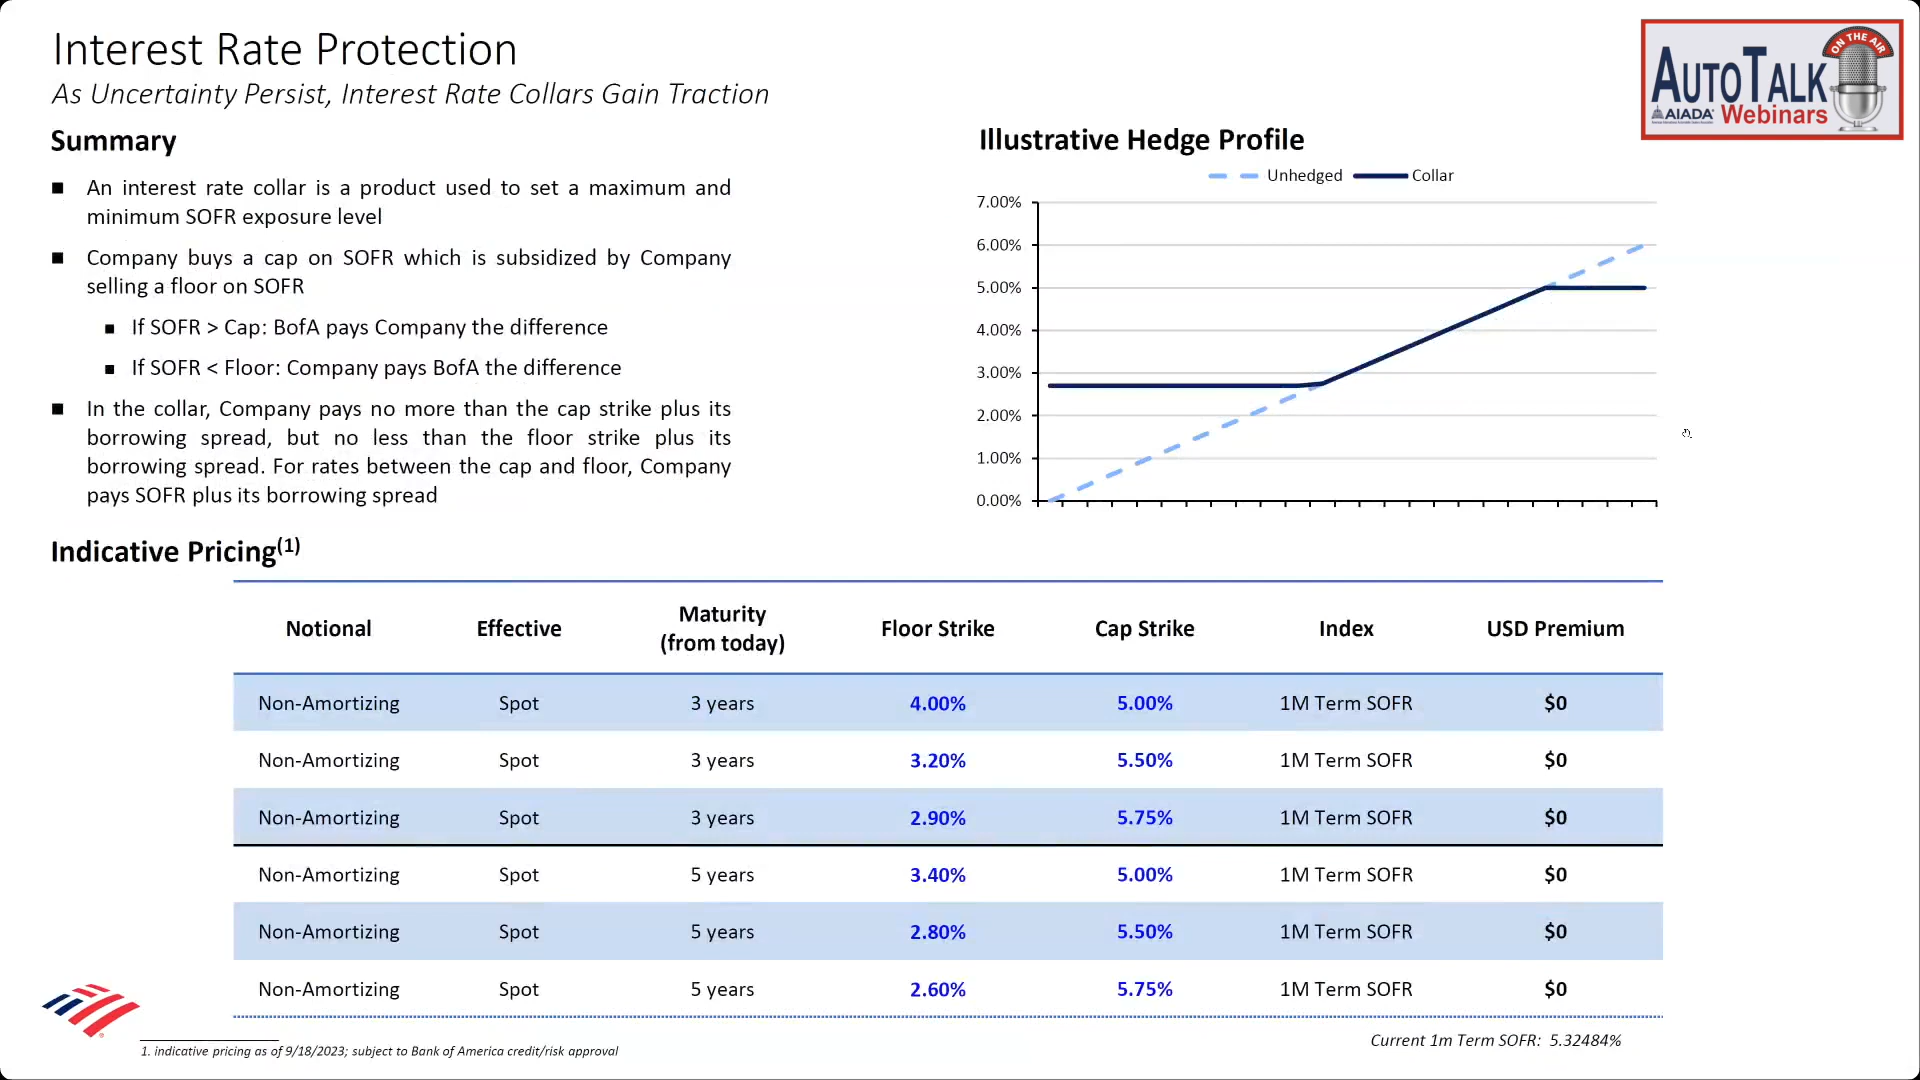 Interest Rate Protection
As Uncertainty Persist, Interest Rate Collars Gain Traction
ON THE AIR
AUTOTALK
AIADA Webinars
Summary
■ An interest rate collar is a product used to set a maximum and
minimum SOFR exposure level
■ Company buys a cap on SOFR which is subsidized by Company
selling a floor on SOFR
■ If SOFR > Cap: BofA pays Company the difference
■ If SOFR < Floor: Company pays BofA the difference
■ In the collar, Company pays no more than the cap strike plus its
borrowing spread, but no less than the floor strike plus its
borrowing spread. For rates between the cap and floor, Company
pays SOFR plus its borrowing spread
Illustrative Hedge Profile
Unhedged Collar
7.00%
6.00%
5.00%
4.00%
3.00%
2.00%
1.00%
0.00%
Indicative Pricing(1)
Notional Effective Maturity (from today) Floor Strike Cap Strike Index USD Premium
Non-Amortizing Spot 3 years 4.00% 5.00% 1M Term SOFR $0
Non-Amortizing Spot 3 years 3.20% 5.50% 1M Term SOFR $0
Non-Amortizing Spot 3 years 2.90% 5.75% 1M Term SOFR $0
Non-Amortizing Spot 5 years 3.40% 5.00% 1M Term SOFR $0
Non-Amortizing Spot 5 years 2.80% 5.50% 1M Term SOFR $0
Non-Amortizing Spot 5 years 2.60% 5.75% 1M Term SOFR $0
Current 1m Term SOFR: 5.32484%
1. indicative pricing as of 9/18/2023; subject to Bank of America credit/risk approval